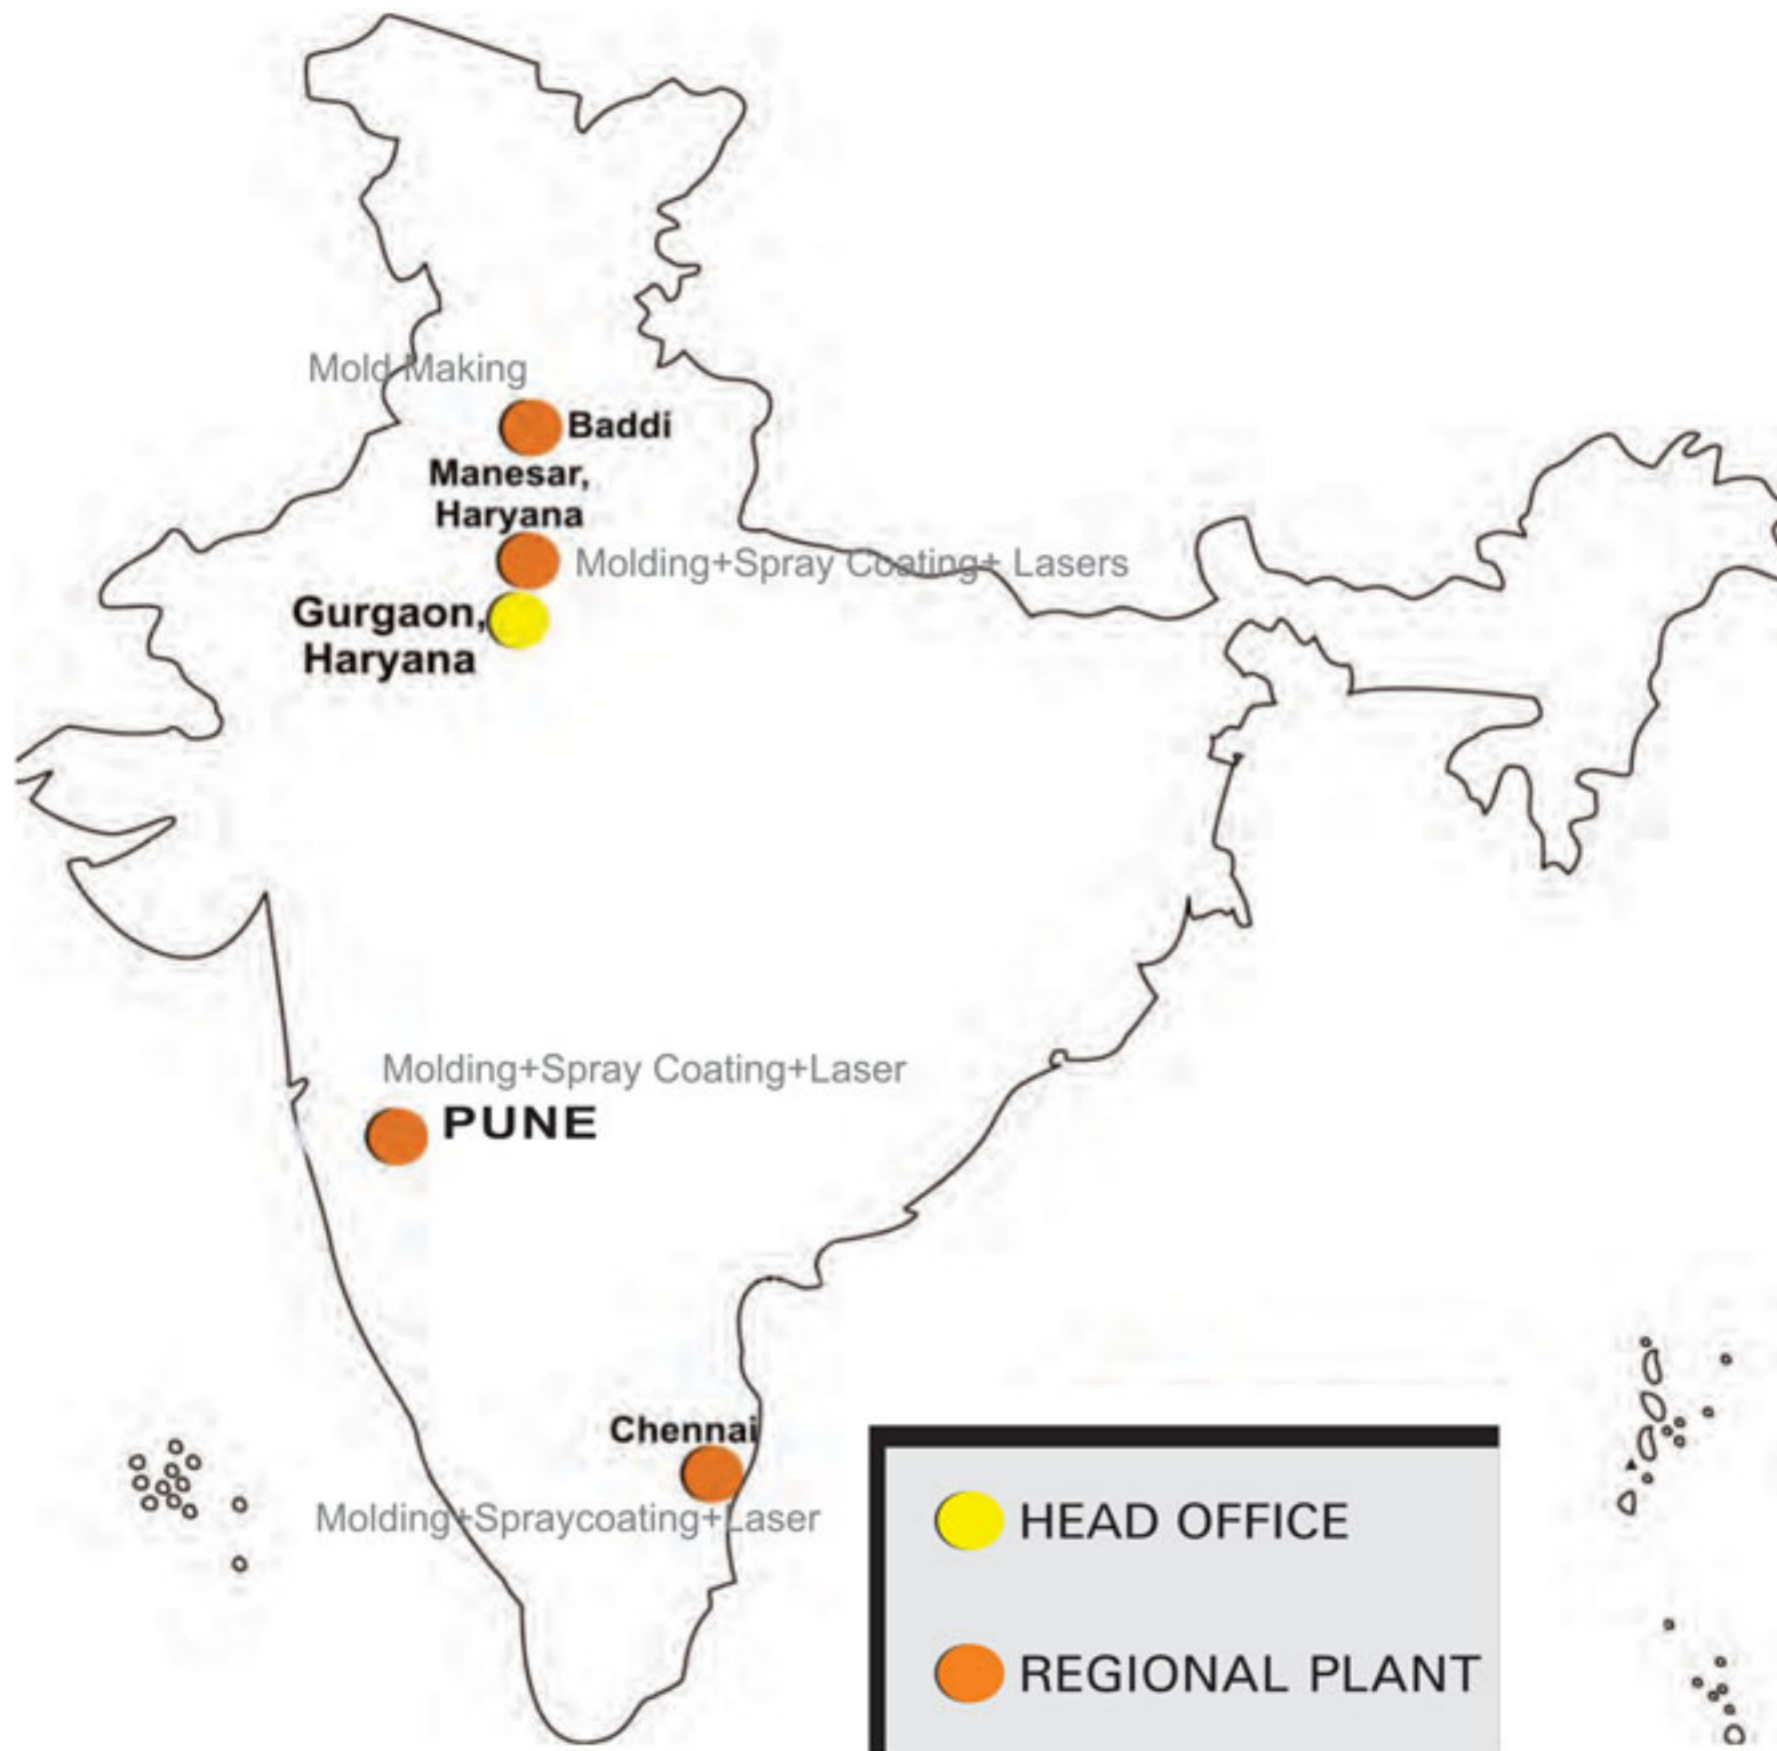 Mold Making
Baddi
Manesar,
Haryana
Molding+Spray Coating+ Lasers
Gurgaon,
Haryana
Molding+Spray Coating+Laser
PUNE
Chennai
Molding+Spraycoating+Laser
HEAD OFFICE
REGIONAL PLANT